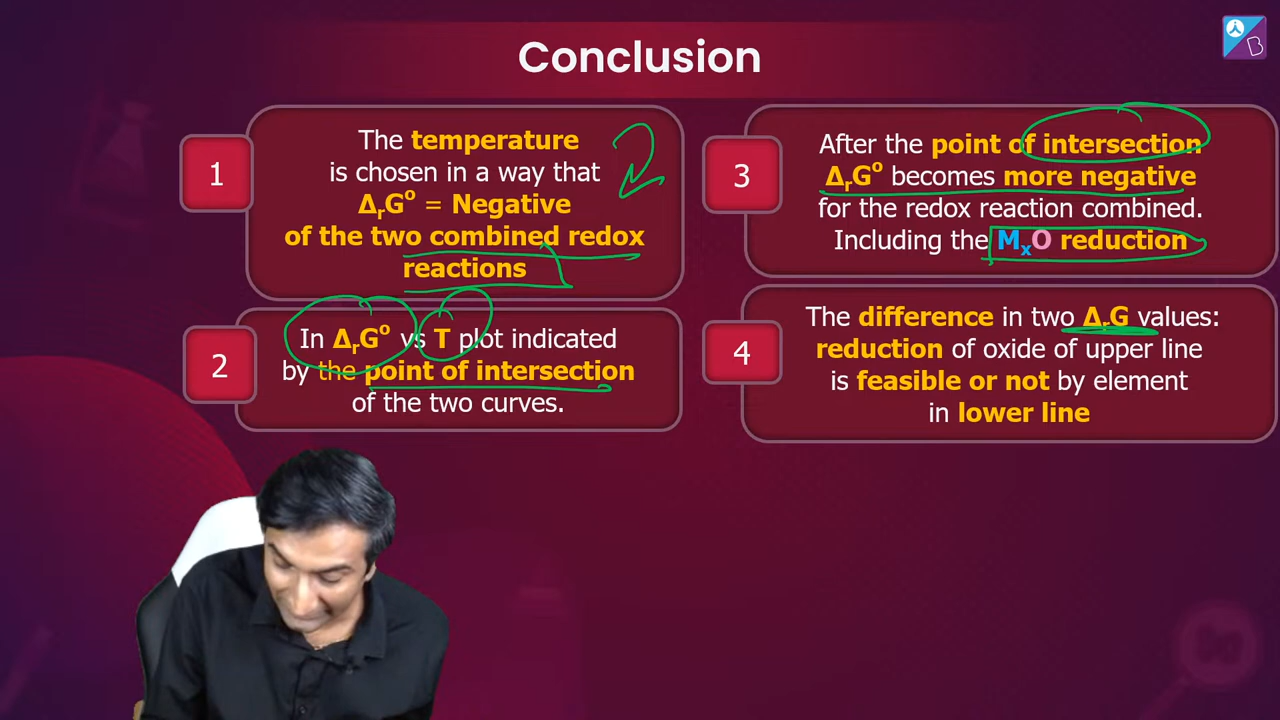 Conclusion
1
The temperature
is chosen in a way that
ΔᵣGº = Negative
of the two combined redox
reactions
2
In ΔᵣGº vs T plot indicated
by the point of intersection
of the two curves.
3
After the point of intersection
ΔᵣGº becomes more negative
for the redox reaction combined.
Including the MₓO reduction
4
The difference in two ΔᵣG values:
reduction of oxide of upper line
is feasible or not by element
in lower line
B